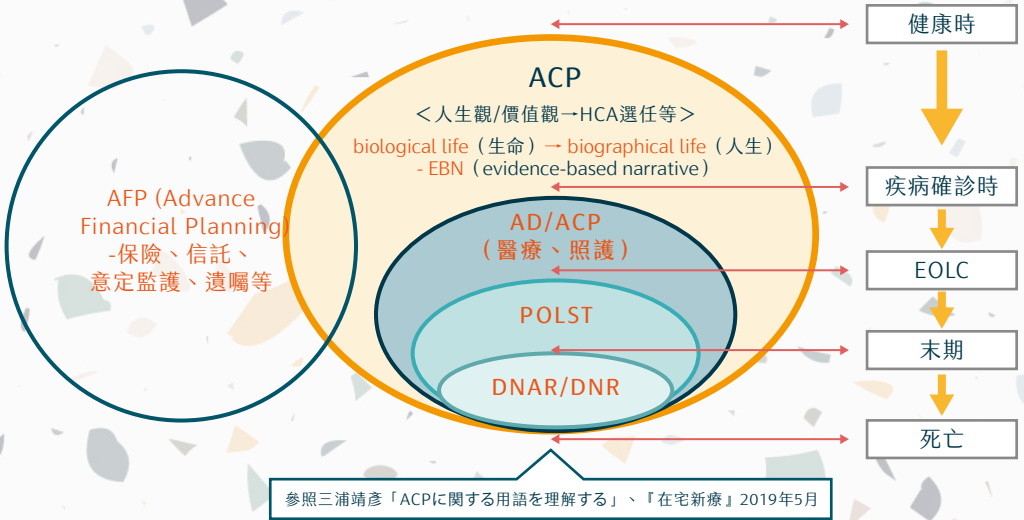 ACP
＜人生觀/價值觀→HCA選任等＞
biological life（生命）→ biographical life（人生）
- EBN（evidence-based narrative）
AFP (Advance
Financial Planning)
-保險、信託、
意定監護、遺囑等
AD/ACP
(醫療、照護)
POLST
DNAR/DNR
健康時
疾病確診時
EOLC
末期
死亡
參照三浦靖彥「ACPに関する用語を理解する」、『在宅新療』2019年5月